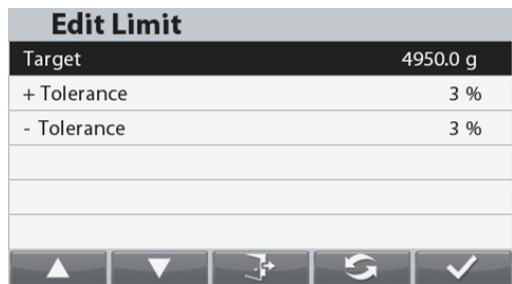 Edit Limit
Target 4950.0 g
+ Tolerance 3 %
- Tolerance 3 %